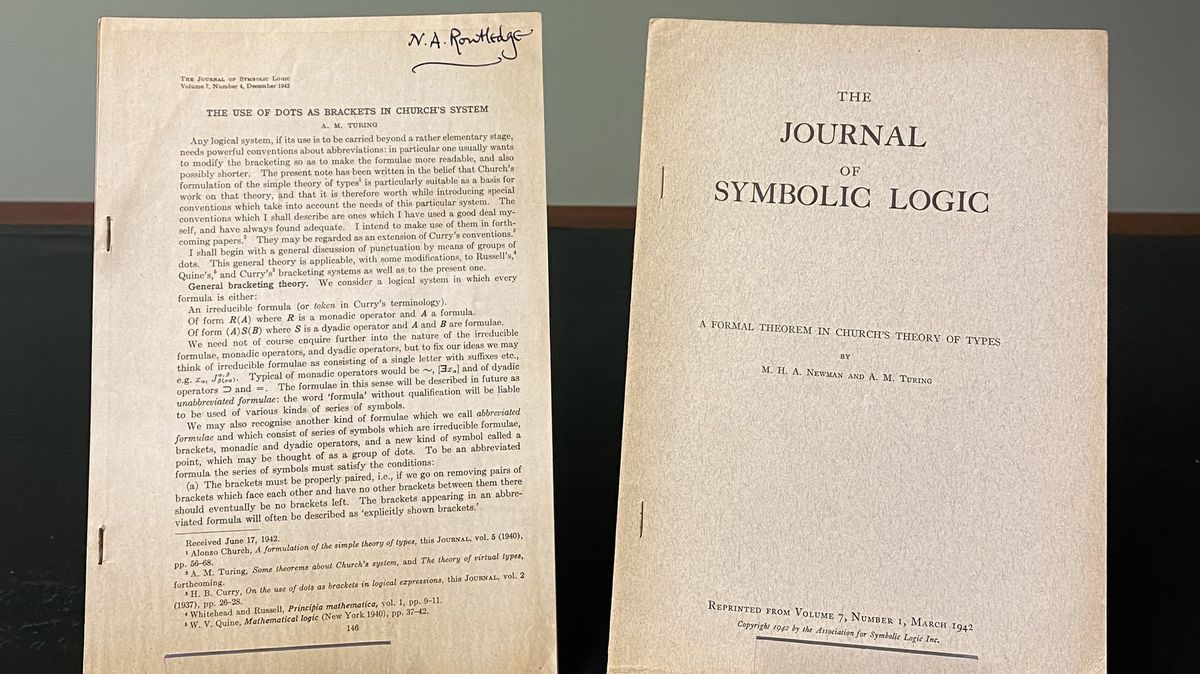 N. A. Routledge
THE JOURNAL OF SYMBOLIC LOGIC
Volume 7, Number 4, December 1942
THE USE OF DOTS AS BRACKETS IN CHURCH'S SYSTEM
A. M. TURING
Any logical system, if its use is to be carried beyond a rather elementary stage,
needs powerful conventions about abbreviations: in particular one usually wants
to modify the bracketing so as to make the formulae more readable, and also
possibly shorter. The present note has been written in the belief that Church's
formulation of the simple theory of types¹ is particularly suitable as a basis for
work on that theory, and that it is therefore worth while introducing special
conventions which take into account the needs of this particular system. The
conventions which I shall describe are ones which I have used a good deal my-
self, and have always found adequate. I intend to make use of them in forth-
coming papers.² They may be regarded as an extension of Curry's conventions.³
I shall begin with a general discussion of punctuation by means of groups of
dots. This general theory is applicable, with some modifications, to Russell's,⁴
Quine's,⁵ and Curry's³ bracketing systems as well as to the present one.
General bracketing theory. We consider a logical system in which every
formula is either:
An irreducible formula (or token in Curry's terminology).
Of form R(A) where R is a monadic operator and A a formula.
Of form (A)S(B) where S is a dyadic operator and A and B are formulae.
We need not of course enquire further into the nature of the irreducible
formulae, monadic operators, and dyadic operators, but to fix our ideas we may
think of irreducible formulae as consisting of a single letter with suffixes etc.,
e.g. Typical of monadic operators would be ∼, [∃xₐ] and of dyadic
operators ⊃ and =. The formulae in this sense will be described in future as
unabbreviated formulae: the word 'formula' without qualification will be liable
to be used of various kinds of series of symbols.
We may also recognise another kind of formulae which we call abbreviated
formulae and which consist of series of symbols which are irreducible formulae,
brackets, monadic and dyadic operators, and a new kind of symbol called a
point, which may be thought of as a group of dots. To be an abbreviated
formula the series of symbols must satisfy the conditions:
(a) The brackets must be properly paired, i.e., if we go on removing pairs of
brackets which face each other and have no other brackets between them there
should eventually be no brackets left. The brackets appearing in an abbre-
viated formula will often be described as 'explicitly shown brackets.'
Received June 17, 1942.
¹ Alonzo Church, A formulation of the simple theory of types, this JOURNAL, vol. 5 (1940),
pp. 56–68.
² A. M. Turing, Some theorems about Church's system, and The theory of virtual types,
forthcoming.
³ H. B. Curry, On the use of dots as brackets in logical expressions, this JOURNAL, vol. 2
(1937), pp. 26–28.
⁴ Whitehead and Russell, Principia mathematica, vol. 1, pp. 9–11.
⁵ W. V. Quine, Mathematical logic (New York 1940), pp. 37–42.
146
THE
JOURNAL
OF
SYMBOLIC LOGIC
A FORMAL THEOREM IN CHURCH'S THEORY OF TYPES
BY
M. H. A. NEWMAN AND A. M. TURING
REPRINTED FROM VOLUME 7, NUMBER 1, MARCH 1942
Copyright 1942 by the Association for Symbolic Logic Inc.